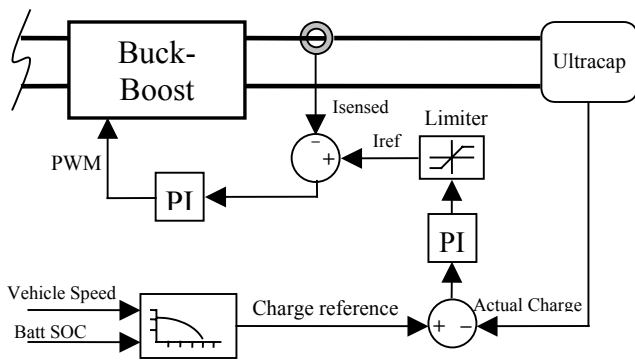 Buck-
Boost
Ultracap
Isensed
Limiter
-
+
Iref
PWM
PI
PI
Vehicle Speed
Batt SOC
Charge reference
+
-
Actual Charge